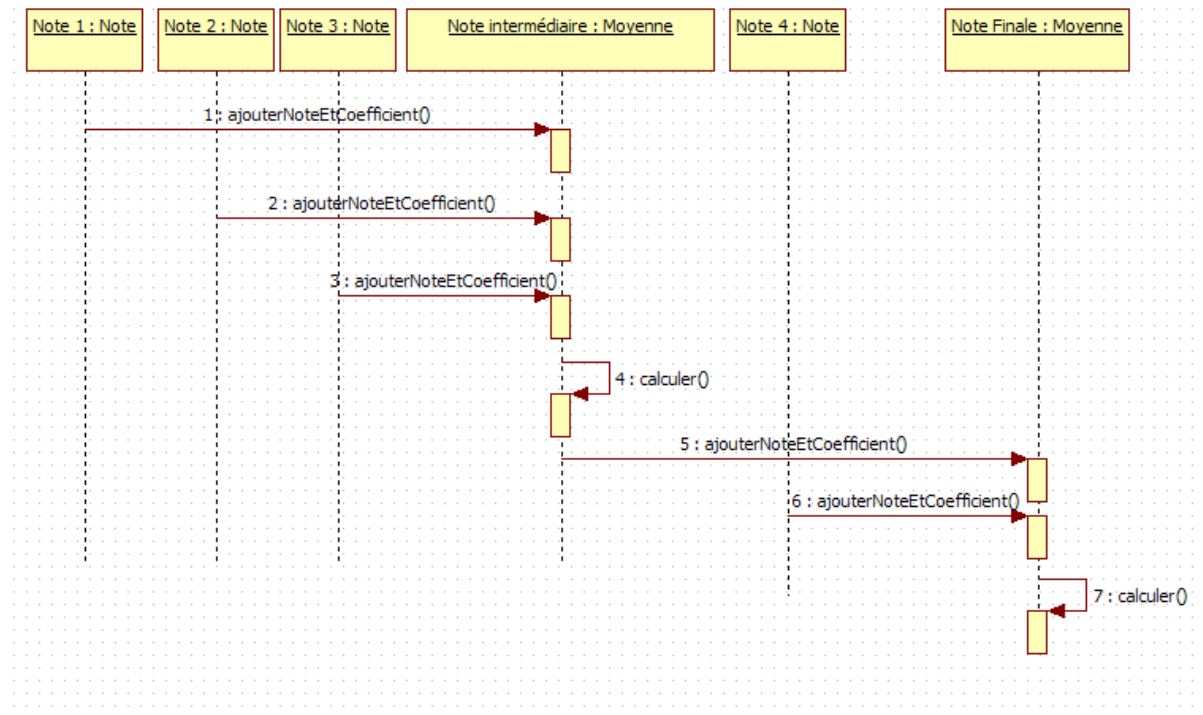 Note 1 : Note
Note 2 : Note
Note 3 : Note
Note intermédiaire : Moyenne
Note 4 : Note
Note Finale : Moyenne
1 : ajouterNoteEtCoefficient()
2 : ajouterNoteEtCoefficient()
3 : ajouterNoteEtCoefficient()
4 : calculer()
5 : ajouterNoteEtCoefficient()
6 : ajouterNoteEtCoefficient()
7 : calculer()